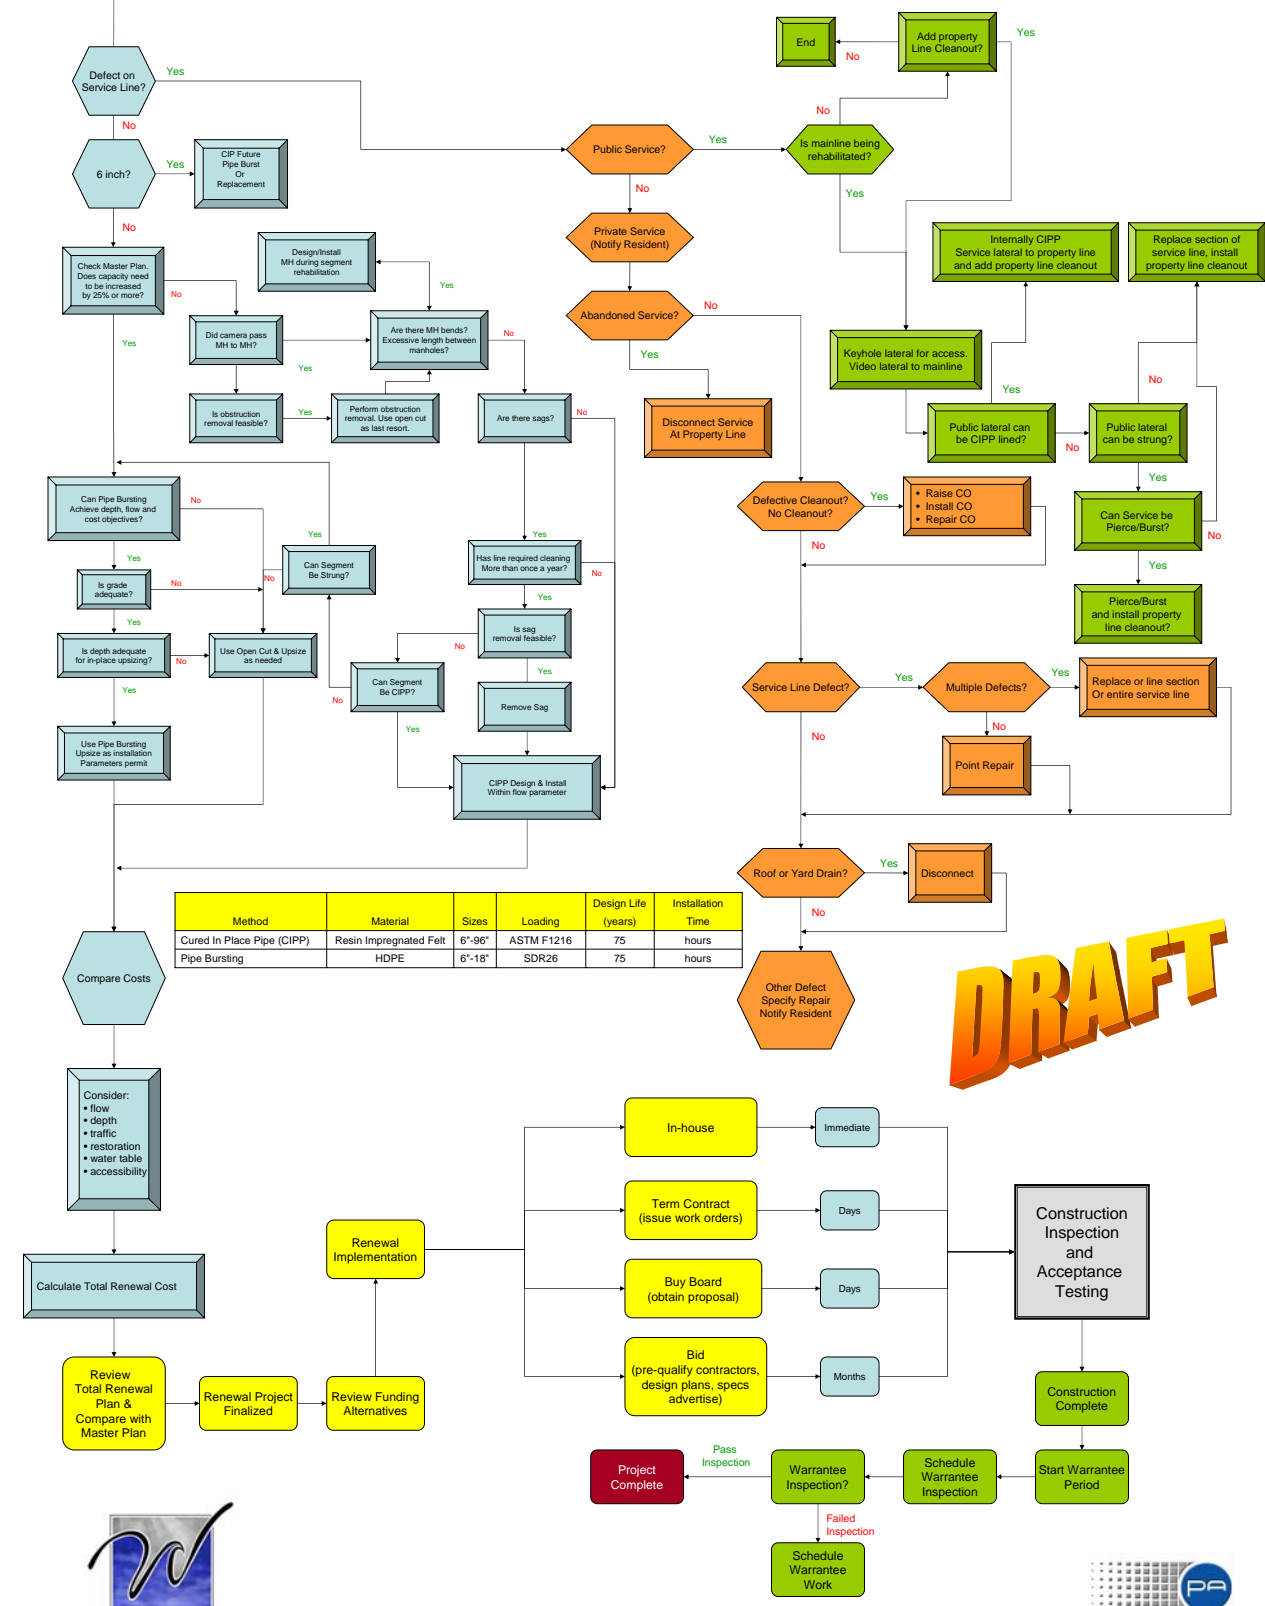 End
No
Add property
Line Cleanout?
Yes
Defect on
Service Line?
Yes
No
No
6 inch?
Yes
CIP Future
Pipe Burst
Or
Replacement
No
Public Service?
Yes
Is mainline being
rehabilitated?
No
Yes
Private Service
(Notify Resident)
Abandoned Service?
No
Yes
Disconnect Service
At Property Line
Internally CIPP
Service lateral to property line
and add property line cleanout
Replace section of
service line, install
property line cleanout
Check Master Plan.
Does capacity need
to be increased
by 25% or more?
No
Yes
Design/Install
MH during segment
rehabilitation
Yes
Did camera pass
MH to MH?
Yes
Are there MH bends?
Excessive length between
manholes?
No
Is obstruction
removal feasible?
Yes
Perform obstruction
removal. Use open cut
as last resort.
Are there sags?
No
Yes
Keyhole lateral for access.
Video lateral to mainline
Yes
No
Public lateral can
be CIPP lined?
No
Public lateral
can be strung?
Yes
Can Service be
Pierce/Burst?
No
Yes
Pierce/Burst
and install property
line cleanout?
Can Pipe Bursting
Achieve depth, flow and
cost objectives?
No
Yes
Is grade
adequate?
No
Yes
Is depth adequate
for in-place upsizing?
No
Yes
Use Open Cut & Upsize
as needed
Use Pipe Bursting
Upsize as installation
Parameters permit
Yes
Can Segment
Be Strung?
No
Has line required cleaning
More than once a year?
No
Yes
Is sag
removal feasible?
No
Yes
Can Segment
Be CIPP?
No
Yes
Remove Sag
CIPP Design & Install
Within flow parameter
Defective Cleanout?
No Cleanout?
Yes
• Raise CO
• Install CO
• Repair CO
No
Service Line Defect?
Yes
Multiple Defects?
Yes
Replace or line section
Or entire service line
No
No
Point Repair
Roof or Yard Drain?
Yes
Disconnect
No
Other Defect
Specify Repair
Notify Resident
Method Material Sizes Loading Design Life (years) Installation Time
Cured In Place Pipe (CIPP) Resin Impregnated Felt 6"-96" ASTM F1216 75 hours
Pipe Bursting HDPE 6"-18" SDR26 75 hours
DRAFT
Compare Costs
Consider:
• flow
• depth
• traffic
• restoration
• water table
• accessibility
Calculate Total Renewal Cost
Review
Total Renewal
Plan &
Compare with
Master Plan
Renewal Project
Finalized
Review Funding
Alternatives
Renewal
Implementation
In-house
Immediate
Term Contract
(issue work orders)
Days
Buy Board
(obtain proposal)
Days
Bid
(pre-qualify contractors,
design plans, specs
advertise)
Months
Construction
Inspection
and
Acceptance
Testing
Construction
Complete
Start Warrantee
Period
Schedule
Warrantee
Inspection
Warrantee
Inspection?
Pass
Inspection
Project
Complete
Failed
Inspection
Schedule
Warrantee
Work
PA